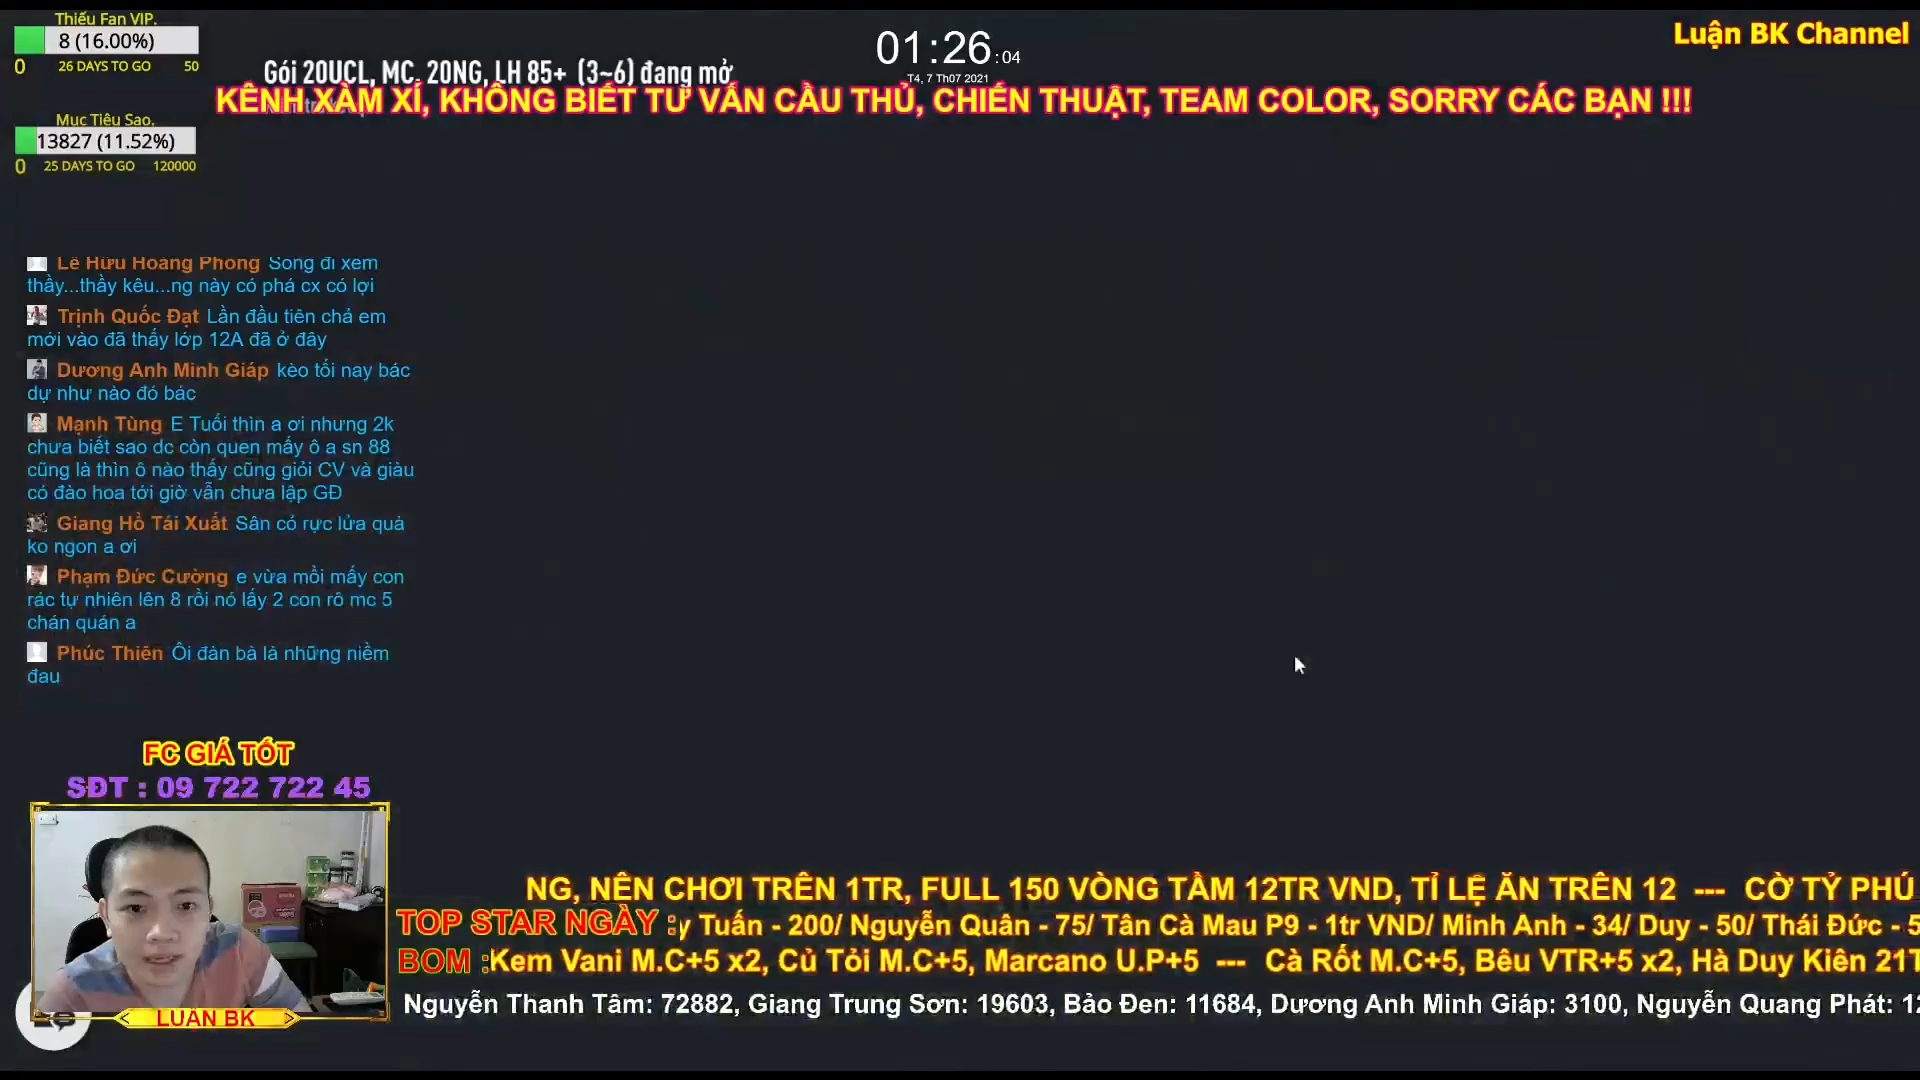 Thiếu Fan VIP.
8 (16.00%)
0 26 DAYS TO GO 50
Mục Tiêu Sao.
13827 (11.52%)
0 25 DAYS TO GO 120000
Gói 20UCL, MC, 20NG, LH 85+ (3~6) đang mở
01:26:04
T4, 7 Th07 2021
Luận BK Channel
KÊNH XÀM XÍ, KHÔNG BIẾT TƯ VẤN CẦU THỦ, CHIẾN THUẬT, TEAM COLOR, SORRY CÁC BẠN !!!
Lê Hữu Hoàng Phong Song đi xem
thầy...thầy kêu...ng này có phá cx có lợi
Trịnh Quốc Đạt Lần đầu tiên chả em
mới vào đã thấy lớp 12A đã ở đây
Dương Anh Minh Giáp kèo tối nay bác
dự như nào đó bác
Mạnh Tùng E Tuổi thìn a ơi nhưng 2k
chưa biết sao dc còn quen mấy ô a sn 88
cũng là thìn ô nào thấy cũng giỏi CV và giàu
có đào hoa tới giờ vẫn chưa lập GĐ
Giang Hồ Tái Xuất Sân có rực lửa quả
ko ngon a ơi
Phạm Đức Cường e vừa mồi mấy con
rác tự nhiên lên 8 rồi nó lấy 2 con rô mc 5
chán quán a
Phúc Thiên Ôi đàn bà là những niềm
đau
FC GIÁ TỐT
SĐT : 09 722 722 45
LUẬN BK
NG, NÊN CHƠI TRÊN 1TR, FULL 150 VÒNG TẦM 12TR VND, TỈ LỆ ĂN TRÊN 12 --- CỜ TỶ PHÚ
TOP STAR NGÀY :y Tuấn - 200/ Nguyễn Quân - 75/ Tân Cà Mau P9 - 1tr VND/ Minh Anh - 34/ Duy - 50/ Thái Đức - 5
BOM :Kem Vani M.C+5 x2, Củ Tỏi M.C+5, Marcano U.P+5 --- Cà Rốt M.C+5, Bêu VTR+5 x2, Hà Duy Kiên 21T
Nguyễn Thanh Tâm: 72882, Giang Trung Sơn: 19603, Bảo Đen: 11684, Dương Anh Minh Giáp: 3100, Nguyễn Quang Phát: 12